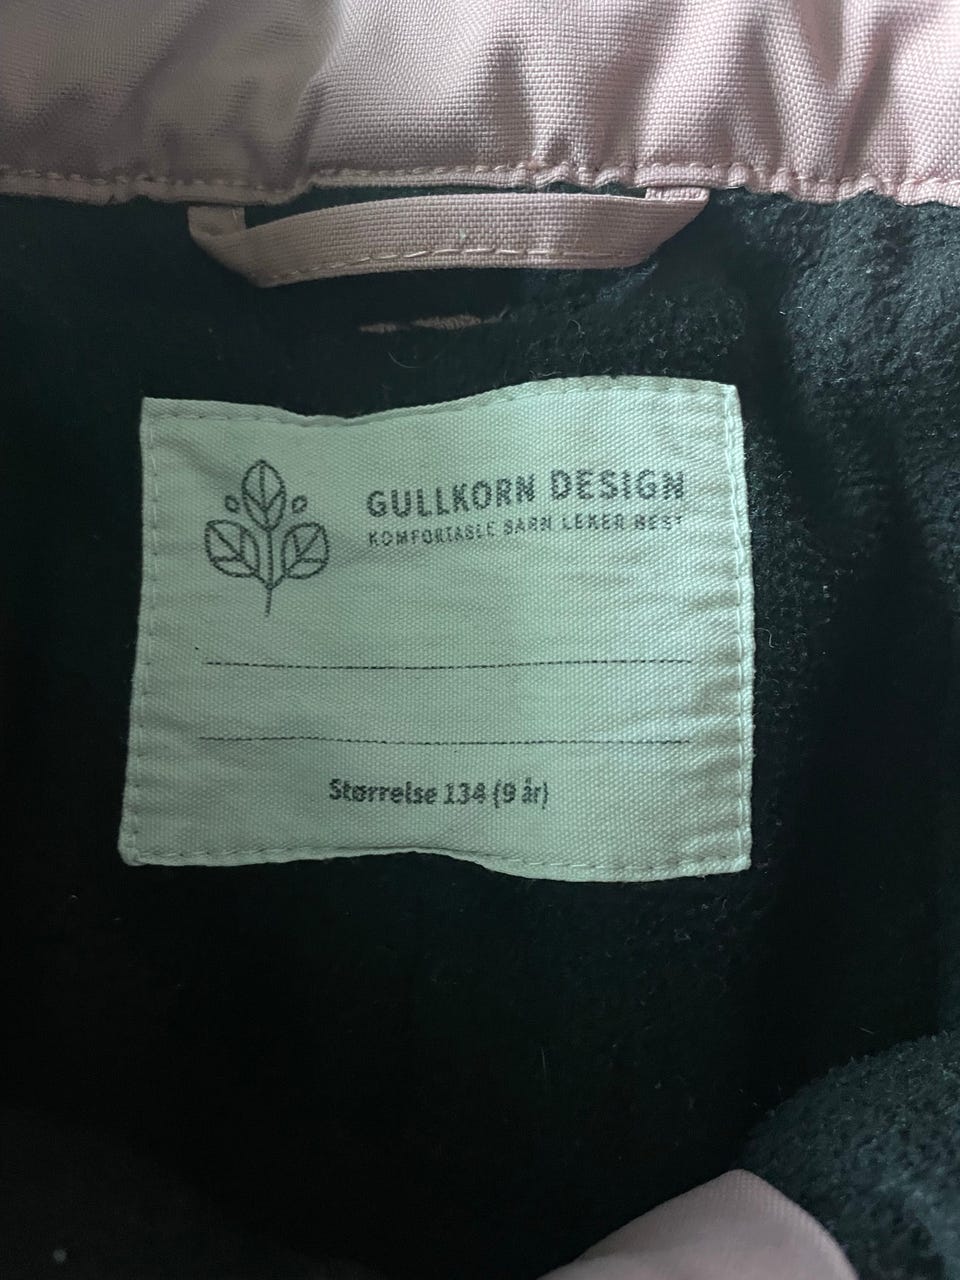 GULLKORN DESIGN
KOMFORTABLE BARN LEKER BEST
Størrelse 134 (9 år)